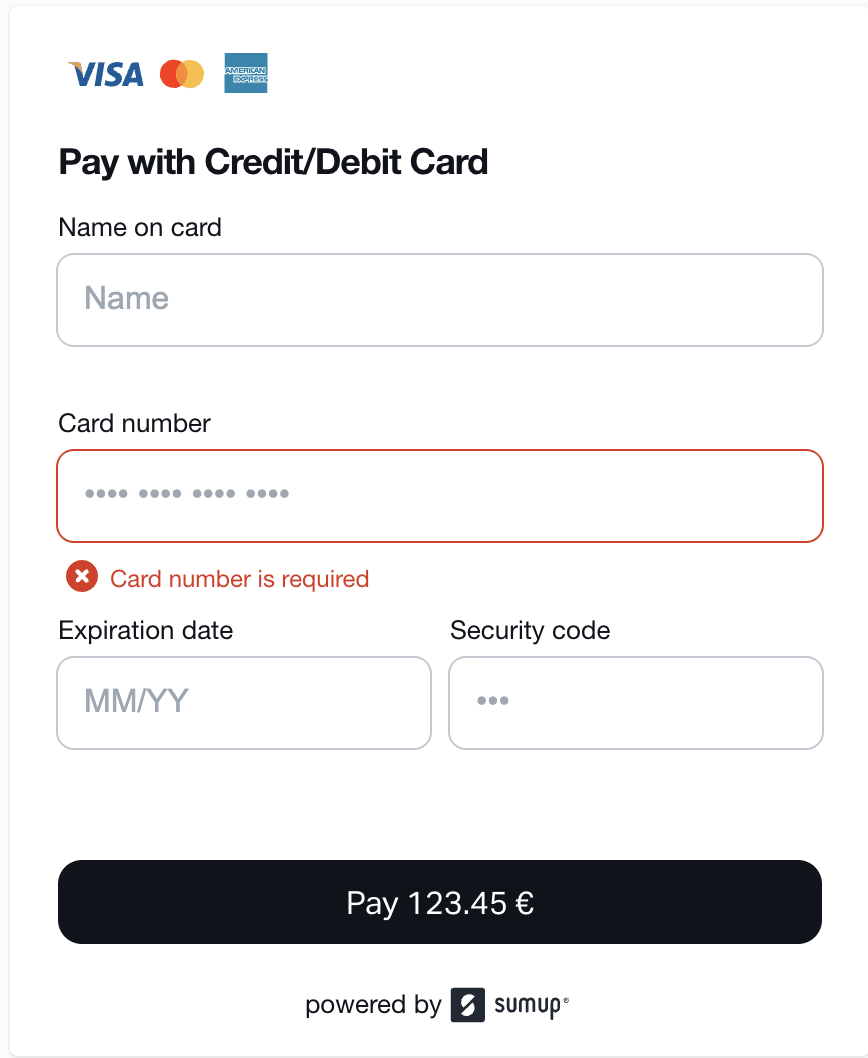 VISA AMERICAN
EXPRESS
Pay with Credit/Debit Card
Name on card
Name
Card number
•••• •••• •••• ••••
Card number is required
Expiration date Security code
MM/YY •••
Pay 123.45 €
powered by sumup®